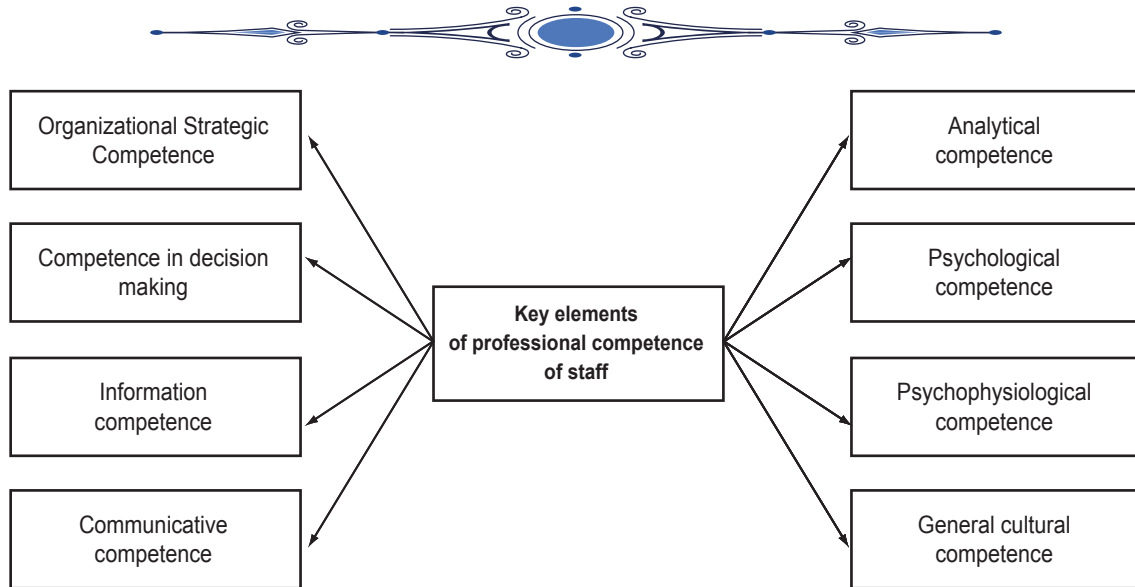 Organizational Strategic
Competence
Competence in decision
making
Information
competence
Communicative
competence
Key elements
of professional competence
of staff
Analytical
competence
Psychological
competence
Psychophysiological
competence
General cultural
competence